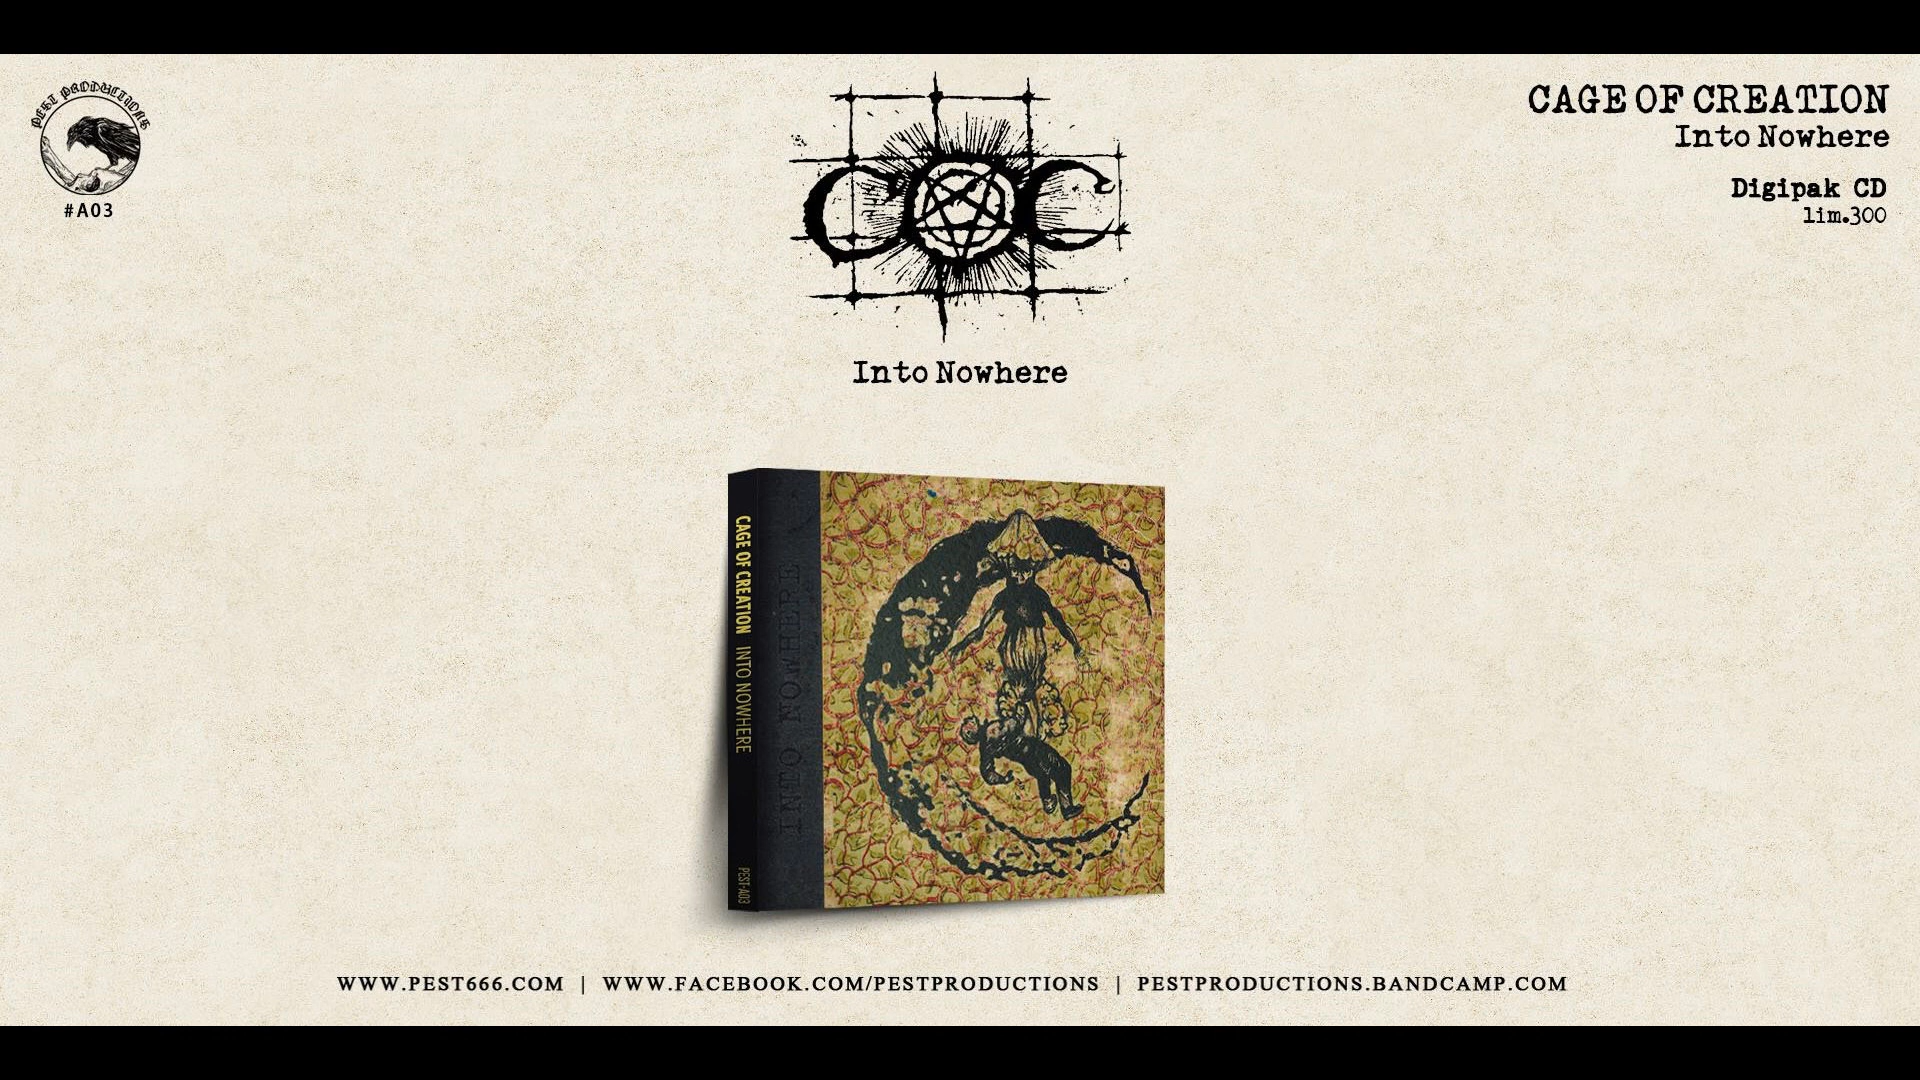 PEST PRODUCTIONS
#A03
COC
Into Nowhere
CAGE OF CREATION
Into Nowhere
Digipak CD
lim.300
CAGE OF CREATION INTO NOWHERE
PEST-A03
INTO NOWHERE
WWW.PEST666.COM | WWW.FACEBOOK.COM/PESTPRODUCTIONS | PESTPRODUCTIONS.BANDCAMP.COM